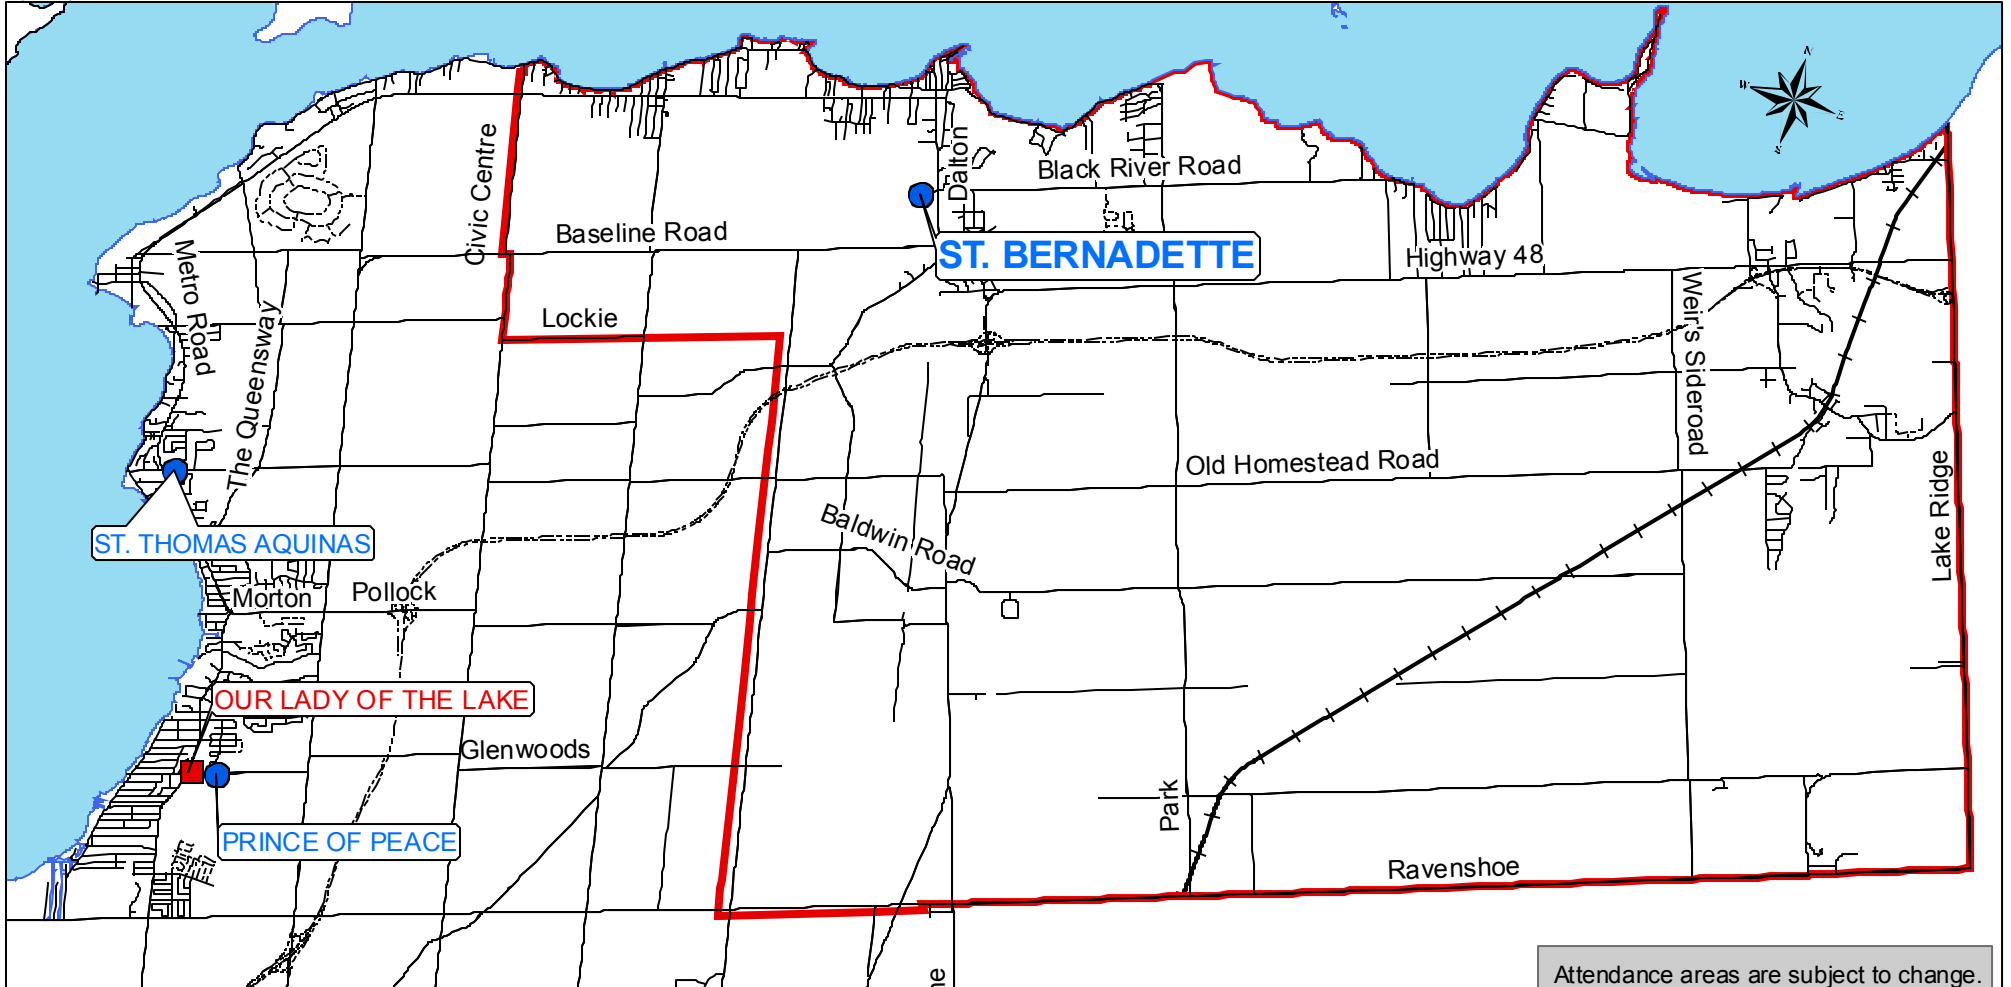 N
W
E
S
Civic Centre
Dalton
Black River Road
Baseline Road
ST. BERNADETTE
Highway 48
Metro Road
The Queensway
Lockie
Weir's Sideroad
Old Homestead Road
Lake Ridge
Baldwin Road
ST. THOMAS AQUINAS
Morton
Pollock
OUR LADY OF THE LAKE
Glenwoods
Park
PRINCE OF PEACE
Ravenshoe
Attendance areas are subject to change.